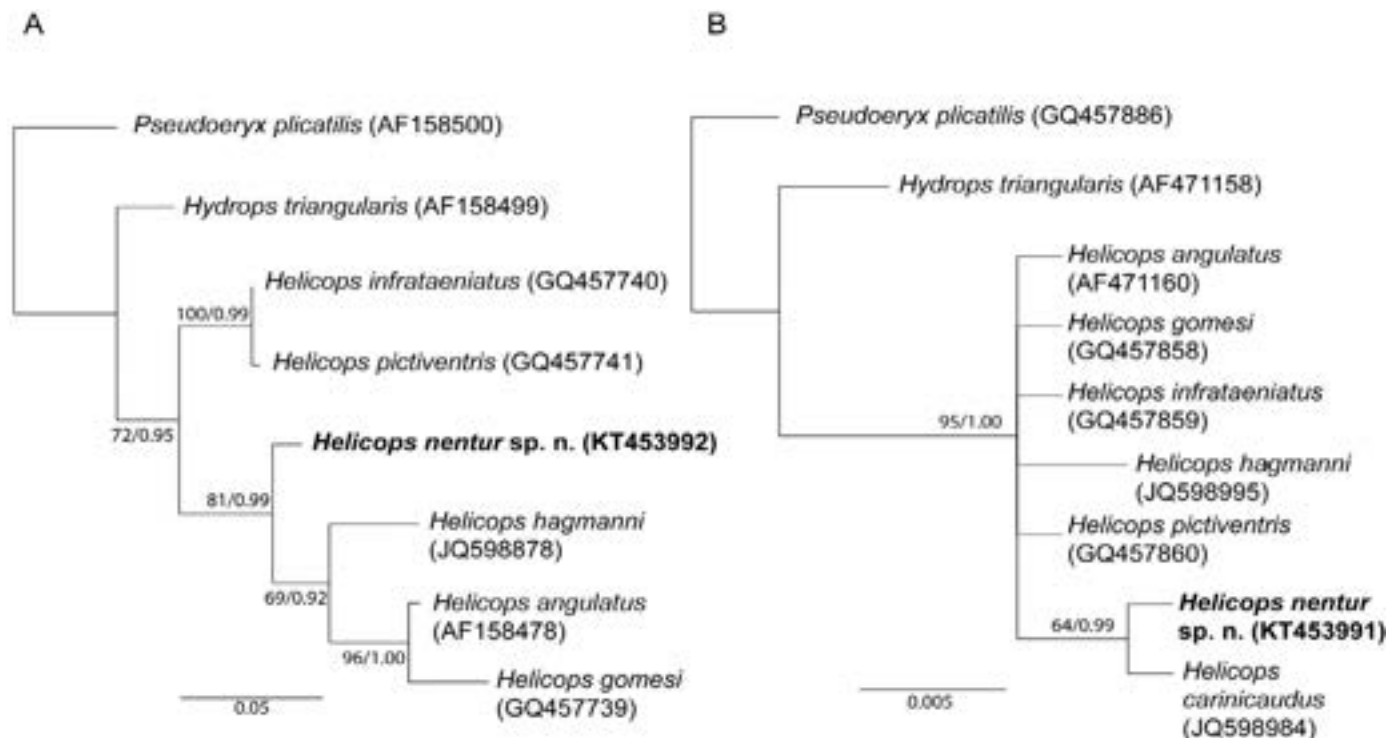 A
Pseudoeryx plicatilis (AF158500)
Hydrops triangularis (AF158499)
Helicops infrataeniatus (GQ457740)
100/0.99
Helicops pictiventris (GQ457741)
72/0.95
Helicops nentur sp. n. (KT453992)
81/0.99
Helicops hagmanni
(JQ598878)
69/0.92
Helicops angulatus
(AF158478)
96/1.00
Helicops gomesi
(GQ457739)
0.05
B
Pseudoeryx plicatilis (GQ457886)
Hydrops triangularis (AF471158)
Helicops angulatus
(AF471160)
Helicops gomesi
(GQ457858)
Helicops infrataeniatus
(GQ457859)
95/1.00
Helicops hagmanni
(JQ598995)
Helicops pictiventris
(GQ457860)
Helicops nentur
sp. n. (KT453991)
64/0.99
Helicops
carinicaudus
(JQ598984)
0.005